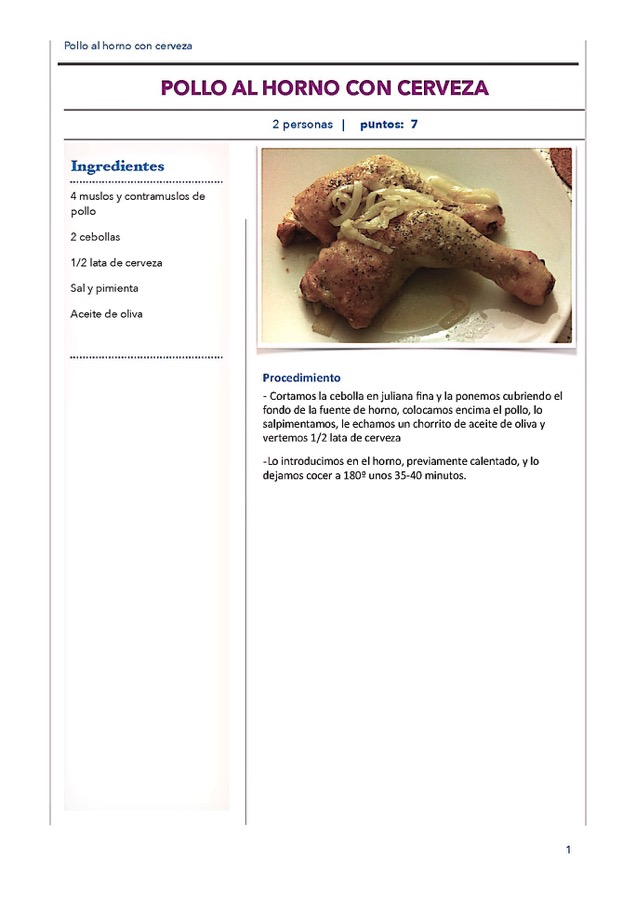 Pollo al horno con cerveza
POLLO AL HORNO CON CERVEZA
2 personas | puntos: 7
Ingredientes
4 muslos y contramuslos de
pollo
2 cebollas
1/2 lata de cerveza
Sal y pimienta
Aceite de oliva
Procedimiento
- Cortamos la cebolla en juliana fina y la ponemos cubriendo el
fondo de la fuente de horno, colocamos encima el pollo, lo
salpimentamos, le echamos un chorrito de aceite de oliva y
vertemos 1/2 lata de cerveza
-Lo introducimos en el horno, previamente calentado, y lo
dejamos cocer a 180º unos 35-40 minutos.
1